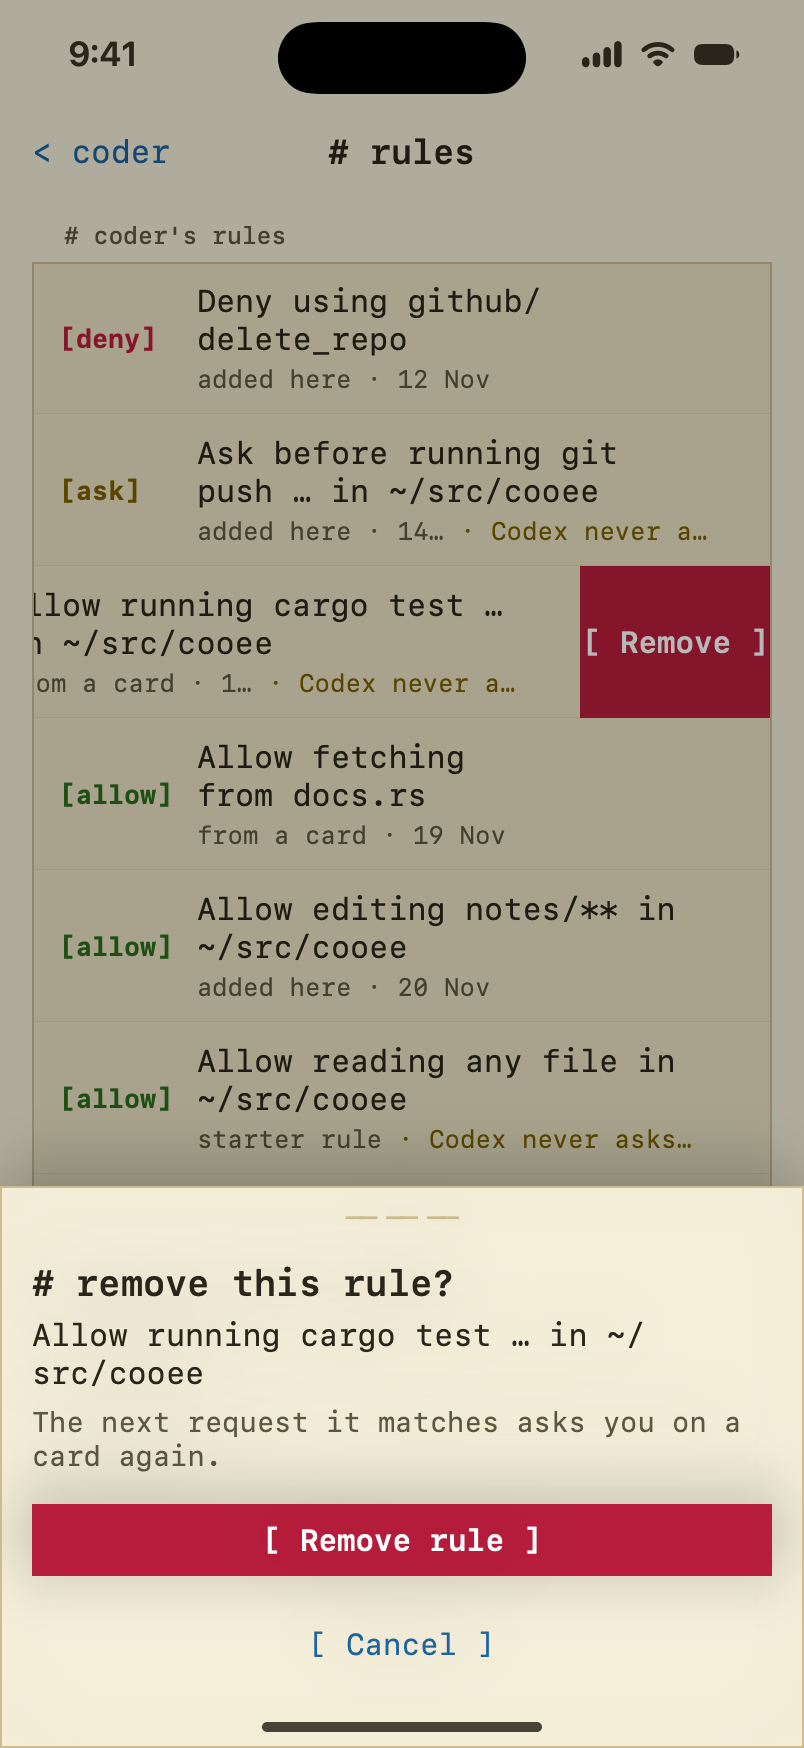 9:41
< coder
# rules
# coder's rules
[deny]
Deny using github/
delete_repo
added here · 12 Nov
[ask]
Ask before running git
push … in ~/src/cooee
added here · 14… · Codex never a…
llow running cargo test …
n ~/src/cooee
om a card · 1… · Codex never a…
[ Remove ]
[allow]
Allow fetching
from docs.rs
from a card · 19 Nov
[allow]
Allow editing notes/** in
~/src/cooee
added here · 20 Nov
[allow]
Allow reading any file in
~/src/cooee
starter rule · Codex never asks…
# remove this rule?
Allow running cargo test … in ~/
src/cooee
The next request it matches asks you on a
card again.
[ Remove rule ]
[ Cancel ]